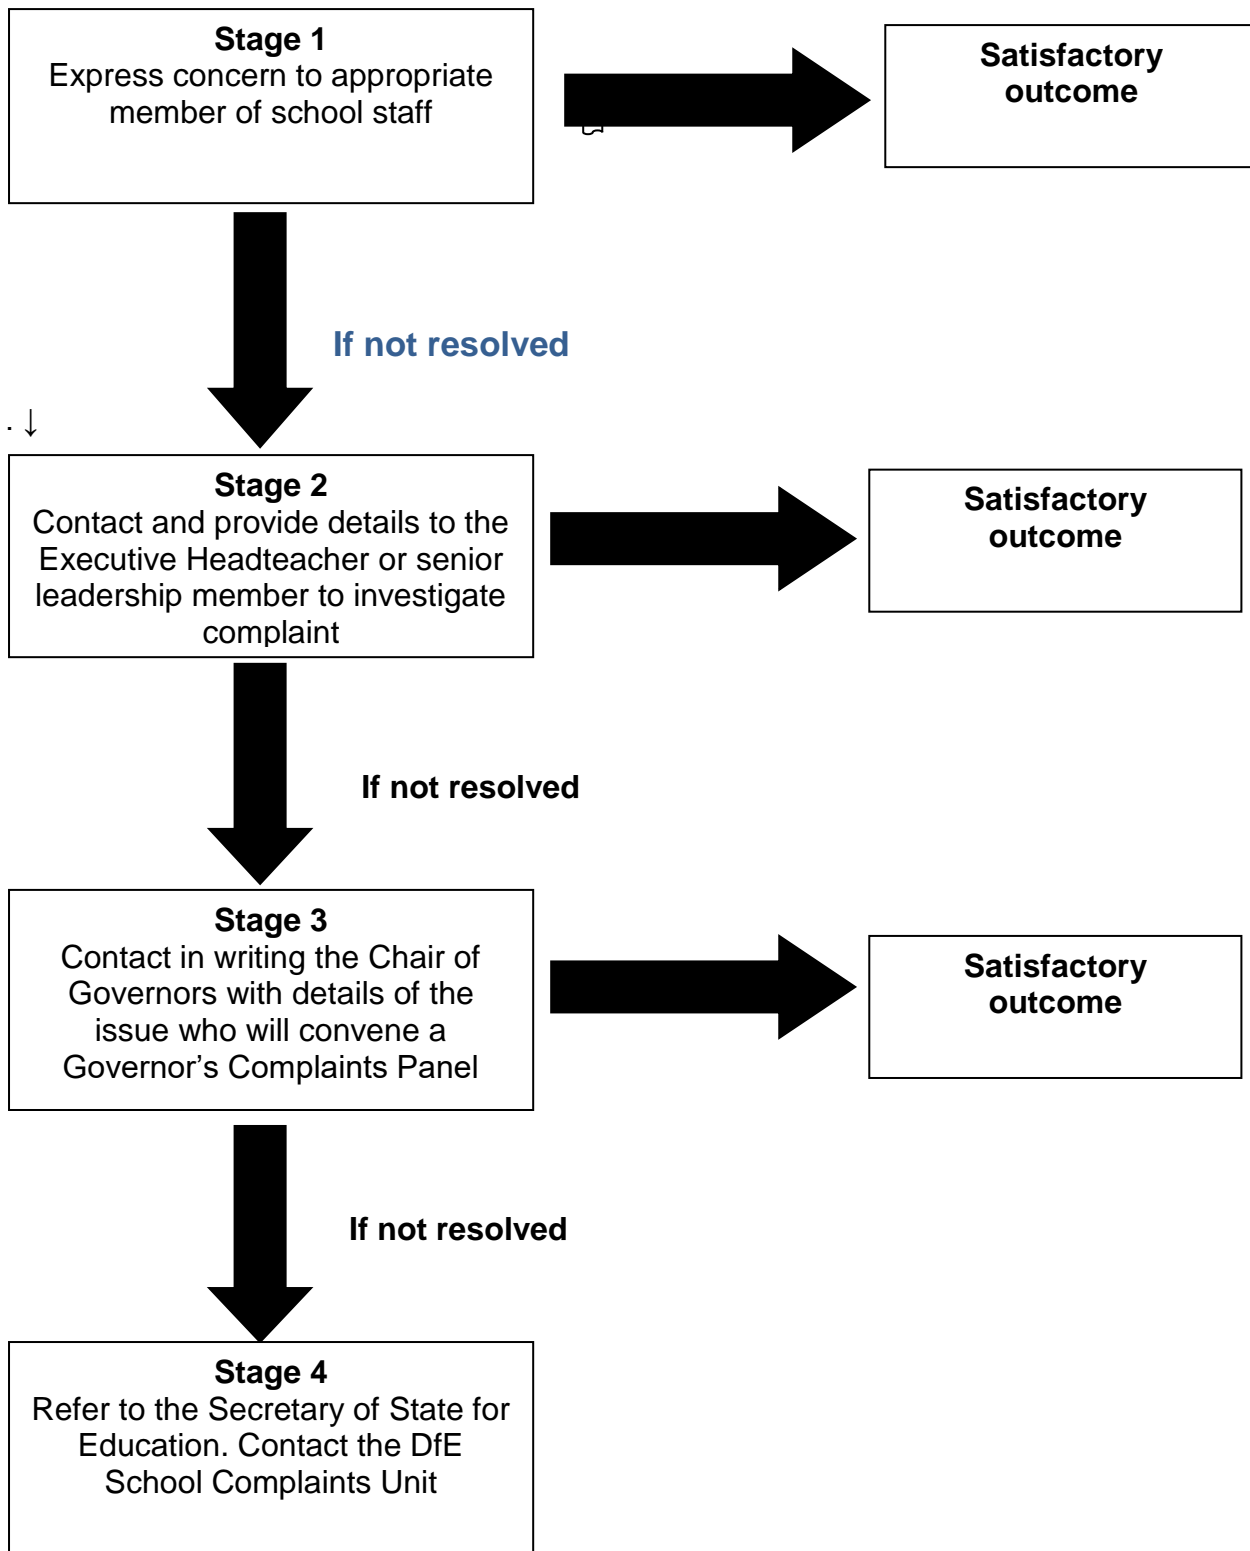 Stage 1
Express concern to appropriate
member of school staff
Satisfactory
outcome
If not resolved
. ↓
Stage 2
Contact and provide details to the
Executive Headteacher or senior
leadership member to investigate
complaint
Satisfactory
outcome
If not resolved
Stage 3
Contact in writing the Chair of
Governors with details of the
issue who will convene a
Governor’s Complaints Panel
Satisfactory
outcome
If not resolved
Stage 4
Refer to the Secretary of State for
Education. Contact the DfE
School Complaints Unit